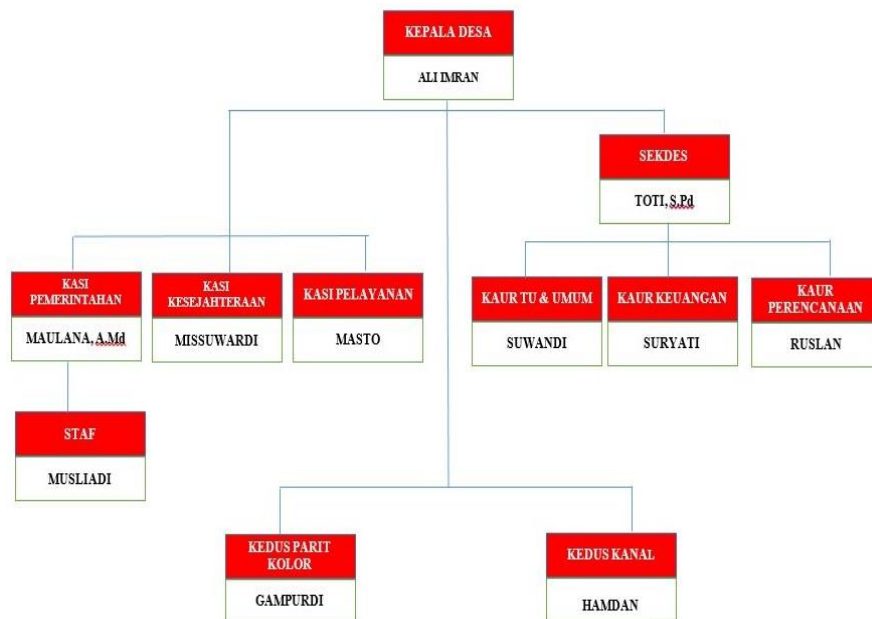 KEPALA DESA
ALI IMRAN
SEKDES
TOTI, S.Pd
KASI
PEMERINTAHAN
MAULANA, A.Md
KASI
KESEJAHTERAAN
MISSUWARDI
KASI PELAYANAN
MASTO
KAUR TU & UMUM
SUWANDI
KAUR KEUANGAN
SURYATI
KAUR
PERENCANAAN
RUSLAN
STAF
MUSLIADI
KEDUS PARIT
KOLOR
GAMPURDI
KEDUS KANAL
HAMDAN